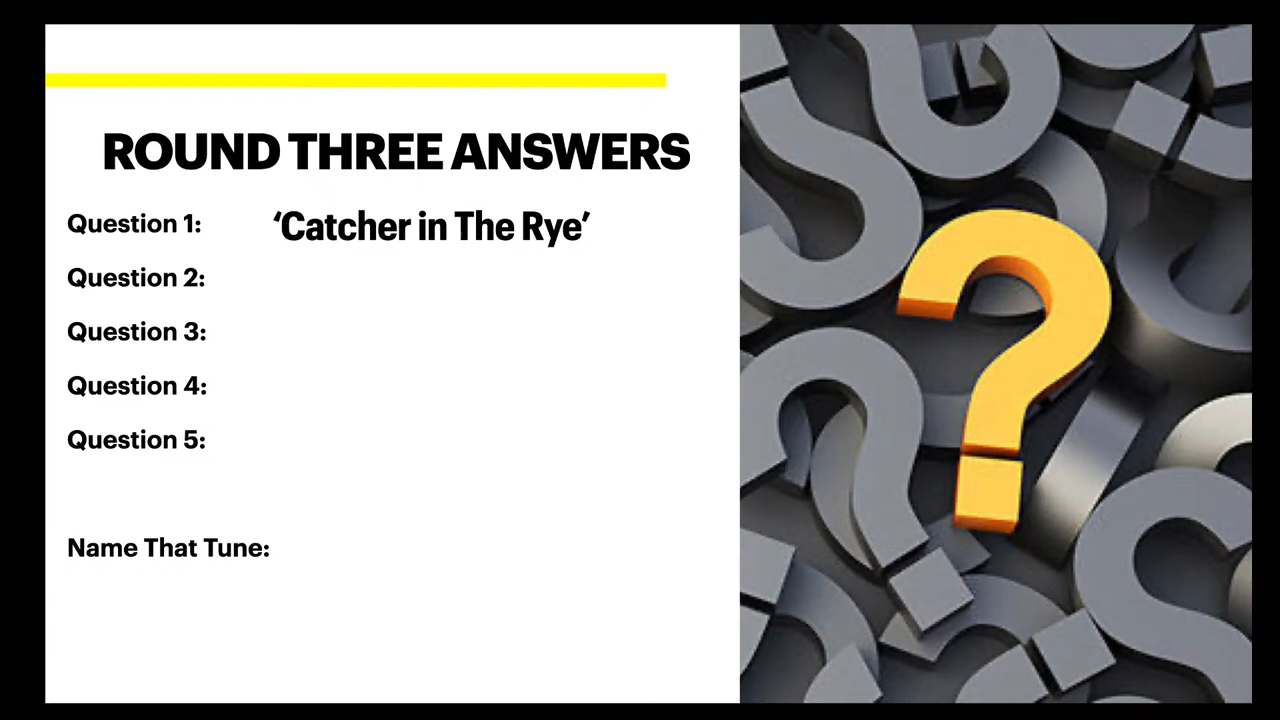 ROUND THREE ANSWERS
Question 1: ‘Catcher in The Rye’
Question 2:
Question 3:
Question 4:
Question 5:
Name That Tune: